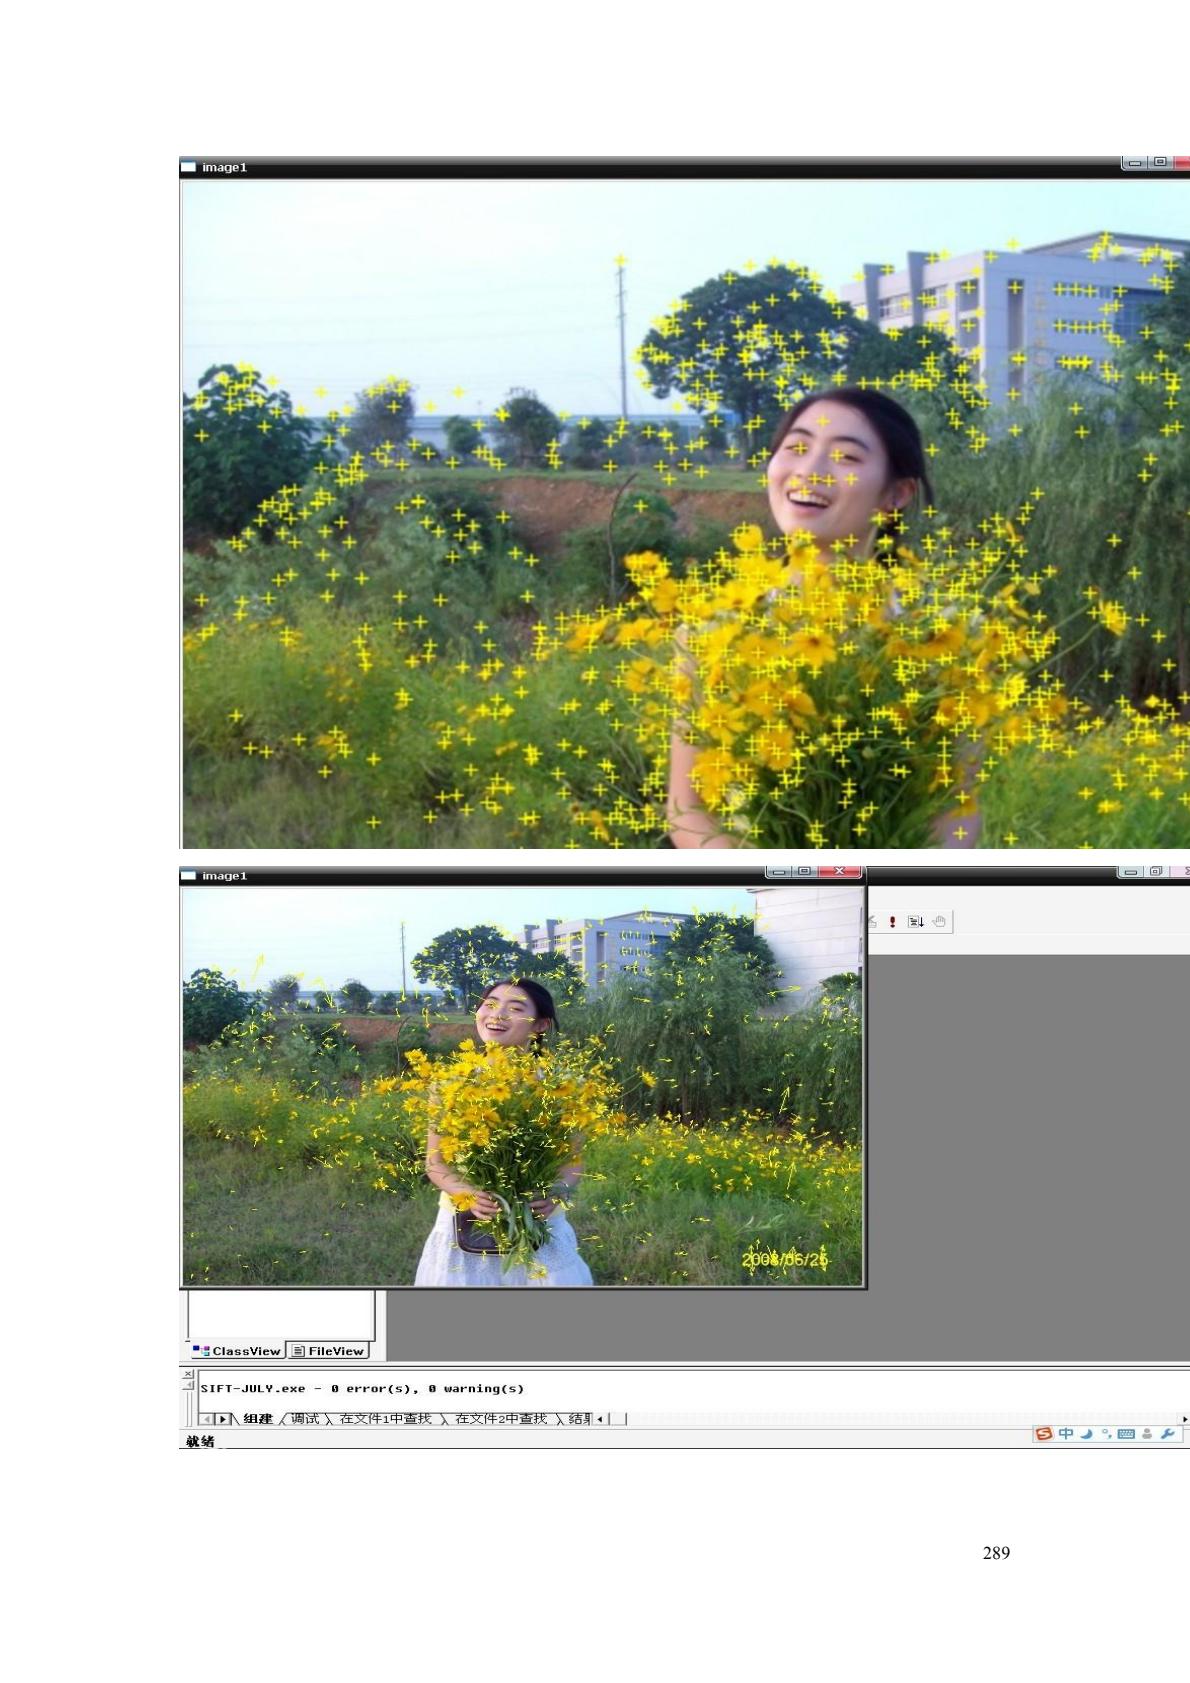 image1
image1
2008/06/25
ClassView FileView
SIFT-JULY.exe - 0 error(s), 0 warning(s)
组建 调试 在文件1中查找 在文件2中查找 结果
就绪
中
289